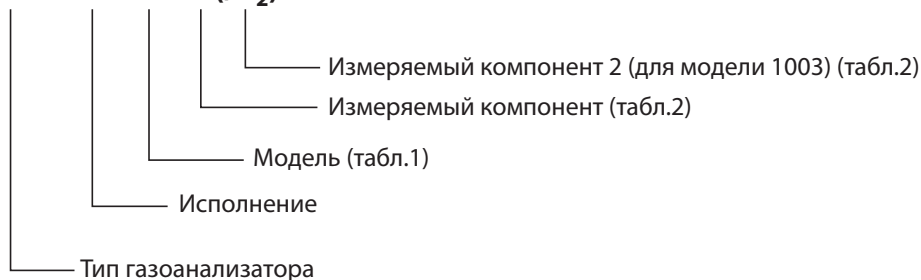 Измеряемый компонент 2 (для модели 1003) (табл.2)
Измеряемый компонент (табл.2)
Модель (табл.1)
Исполнение
Тип газоанализатора